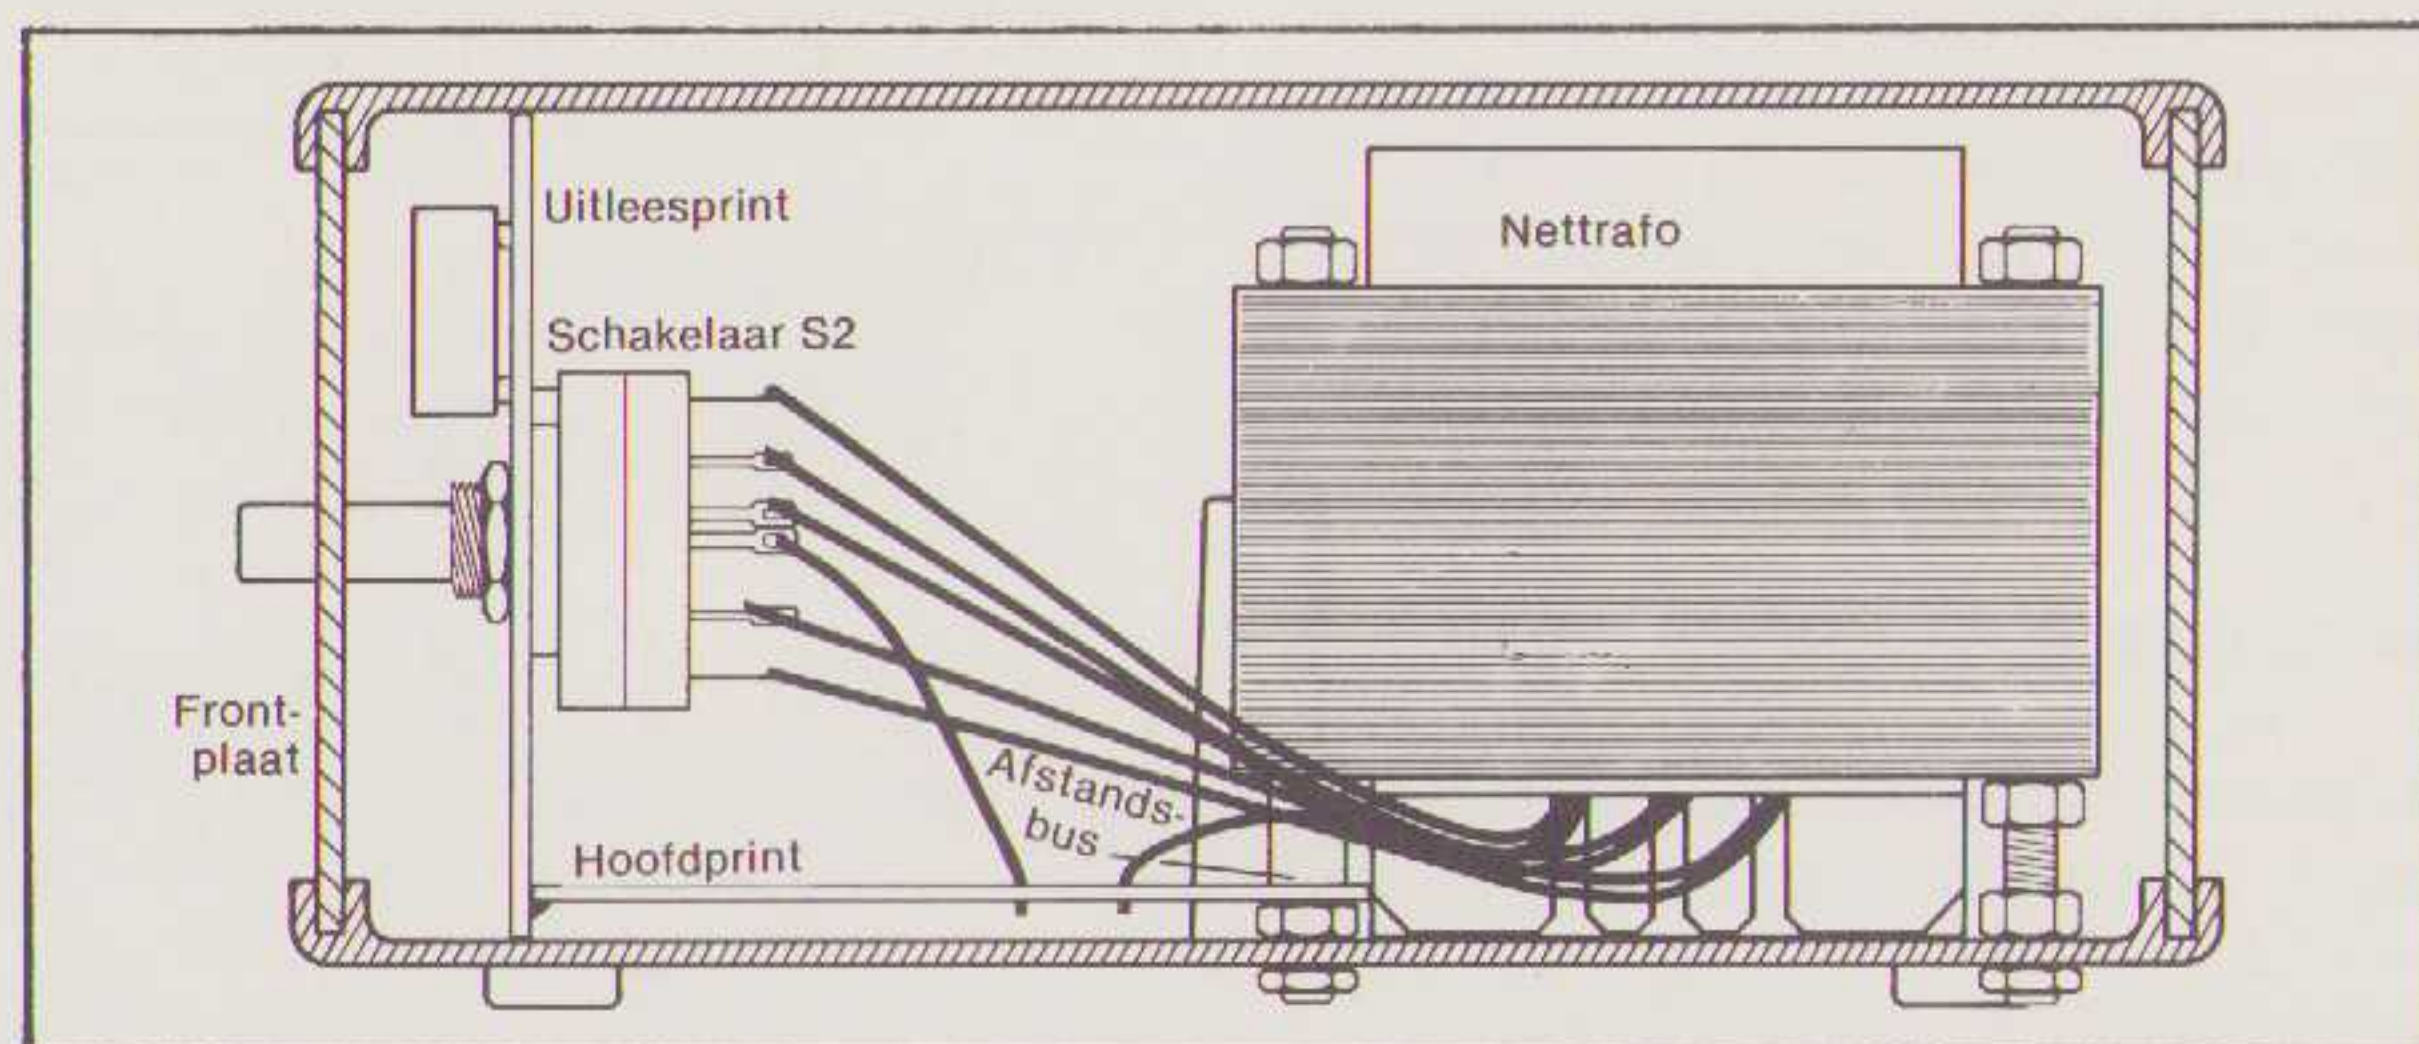 Uitleesprint
Nettrafo
Schakelaar S2
Front-
plaat
Afstands-
bus
Hoofdprint